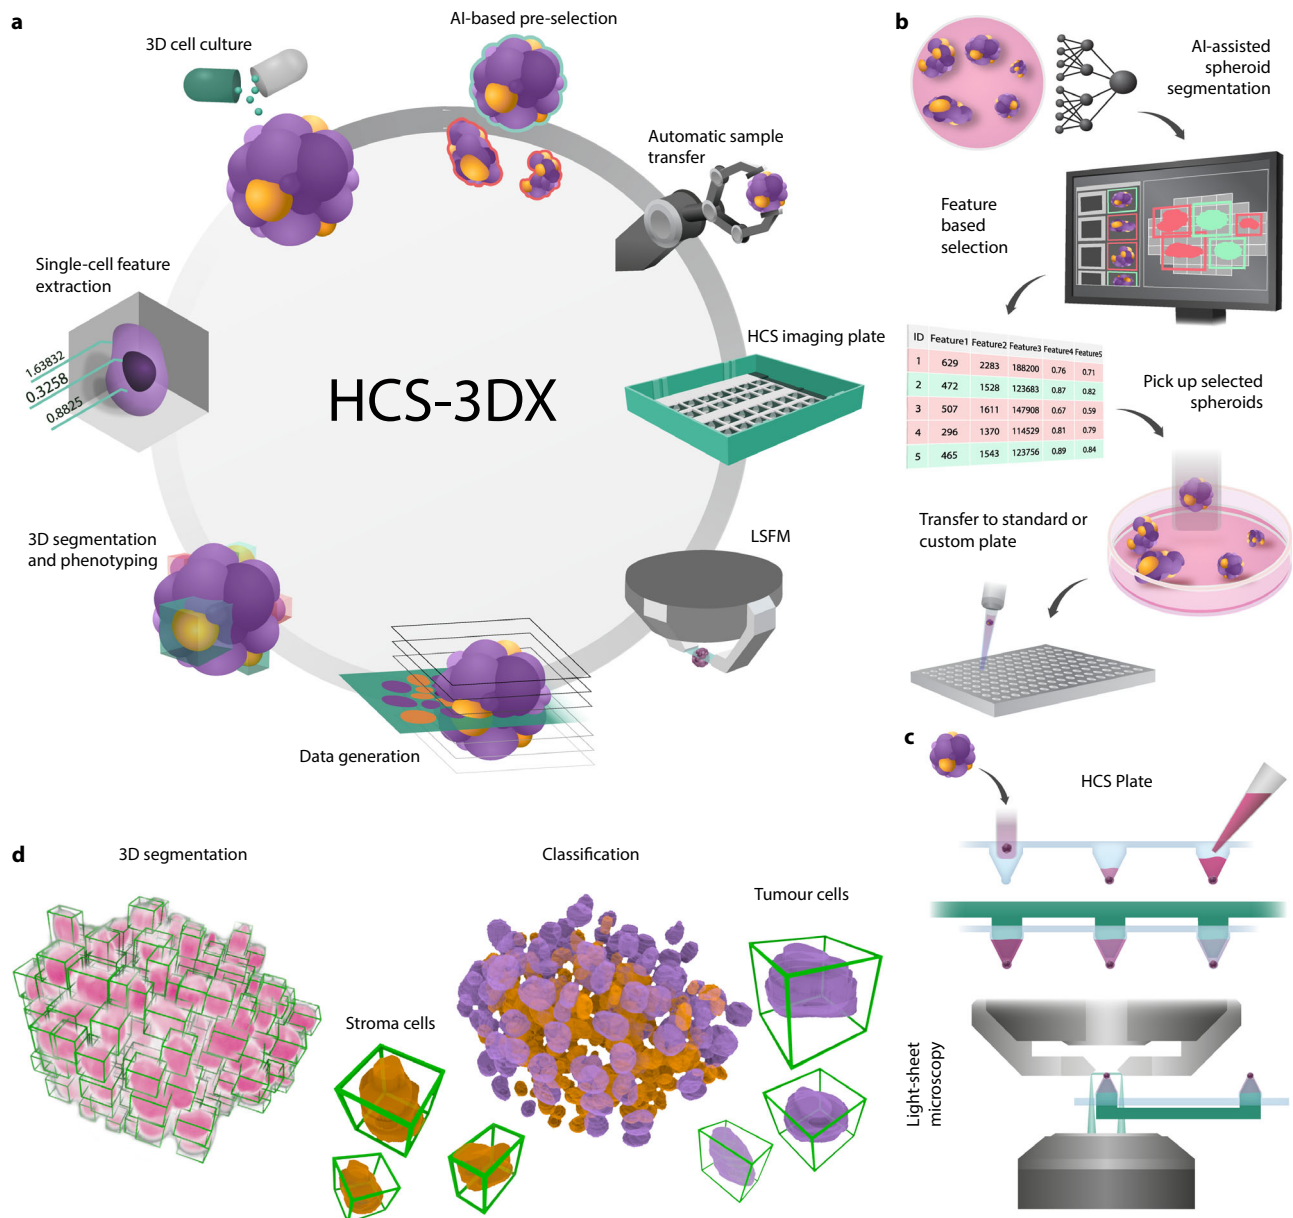 a
AI-based pre-selection
3D cell culture
Automatic sample
transfer
Single-cell feature
extraction
1.63832
0.3258
0.8825
HCS-3DX
HCS imaging plate
3D segmentation
and phenotyping
LSFM
Data generation
b
AI-assisted
spheroid
segmentation
Feature
based
selection
ID Feature1 Feature2 Feature3 Feature4 Feature5
1 629 2283 188200 0.76 0.71
2 472 1528 123683 0.87 0.82
3 507 1611 147908 0.67 0.59
4 296 1370 114529 0.81 0.79
5 465 1543 123756 0.89 0.84
Pick up selected
spheroids
Transfer to standard or
custom plate
c
HCS Plate
Light-sheet
microscopy
d
3D segmentation
Classification
Tumour cells
Stroma cells